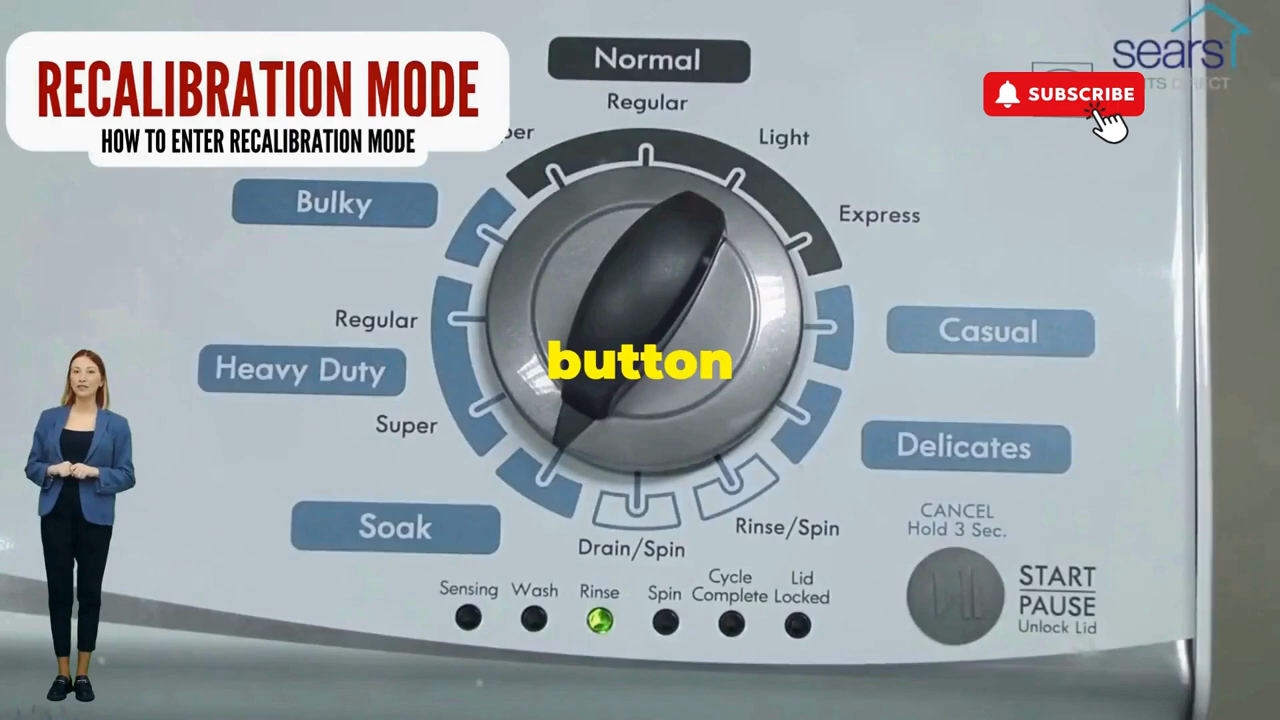 sears
RECALIBRATION MODE
HOW TO ENTER RECALIBRATION MODE
SUBSCRIBE
DIRECT
Normal
Regular
Light
Express
Bulky
Regular
Heavy Duty
Super
Casual
Delicates
button
Soak
Drain/Spin
Rinse/Spin
CANCEL
Hold 3 Sec.
START
PAUSE
Unlock Lid
Sensing
Wash
Rinse
Spin
Cycle
Complete
Lid
Locked